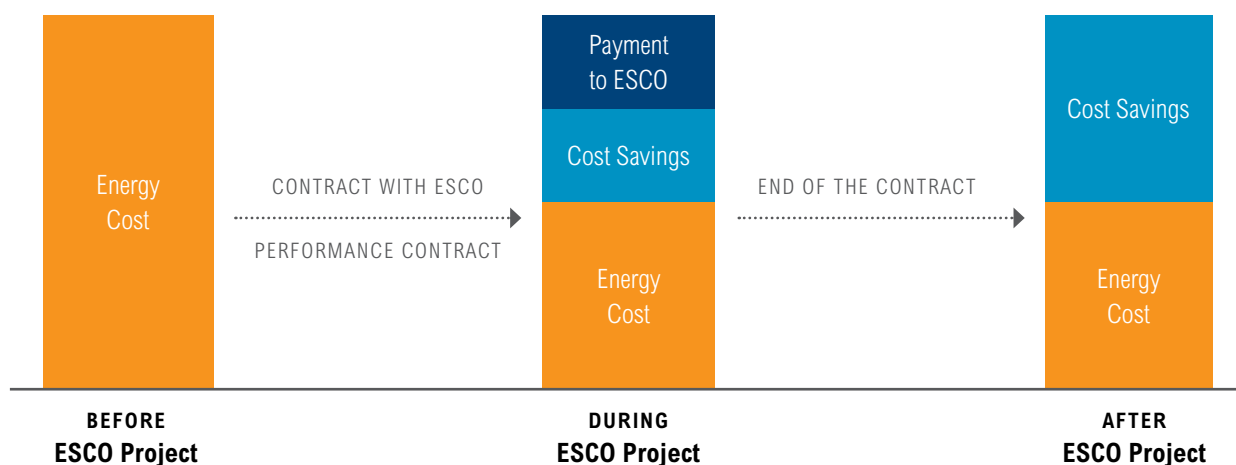 Energy
Cost
CONTRACT WITH ESCO
PERFORMANCE CONTRACT
Payment
to ESCO
Cost Savings
Energy
Cost
END OF THE CONTRACT
Cost Savings
Energy
Cost
BEFORE
ESCO Project
DURING
ESCO Project
AFTER
ESCO Project